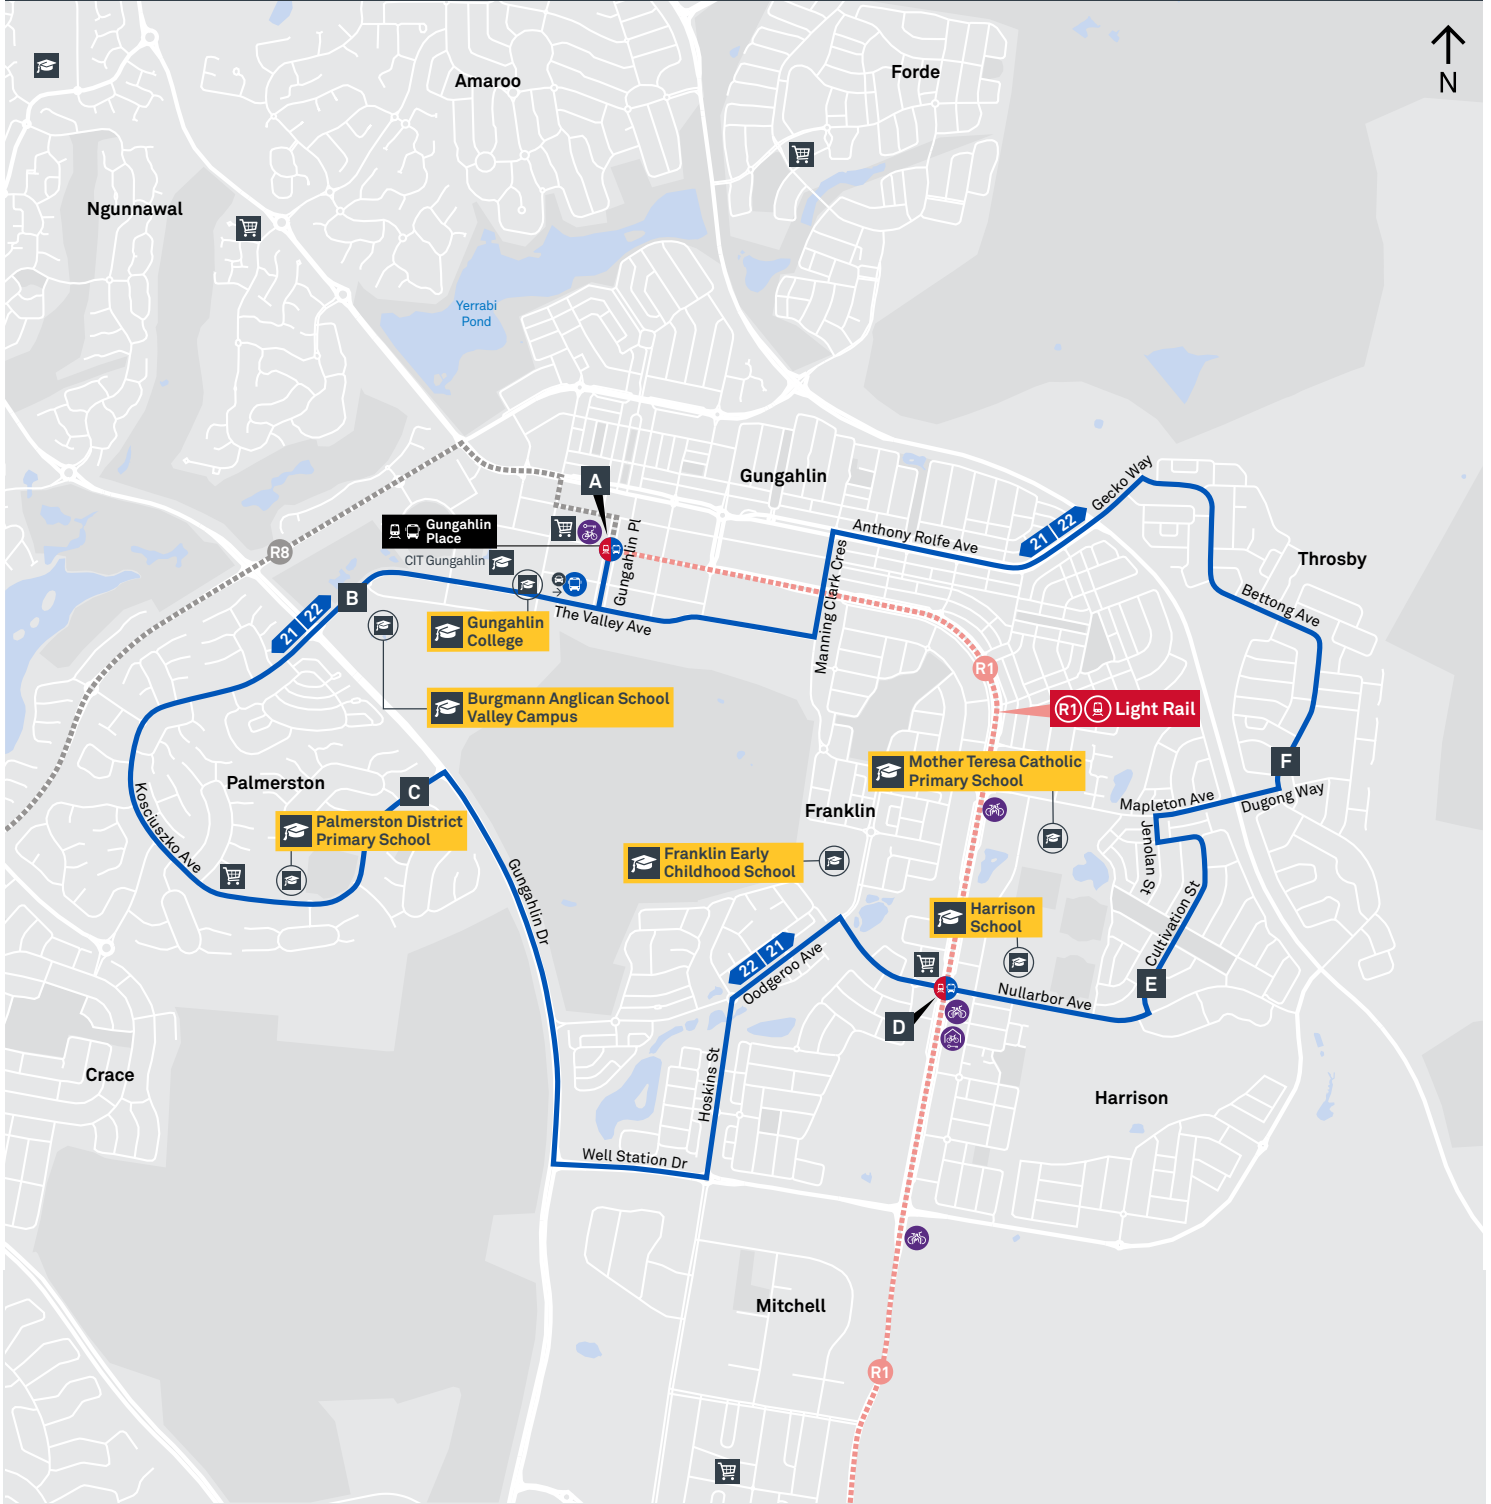 N
Amaroo
Forde
Ngunnawal
Yerrabi
Pond
Gungahlin
A
Gecko Way
21 22
Gungahlin
Place
Gungahlin Pl
Anthony Rolfe Ave
R8
CIT Gungahlin
Throsby
Manning Clark Cres
B
21 22
Bettong Ave
The Valley Ave
Gungahlin
College
R1
Burgmann Anglican School
Valley Campus
R1 Light Rail
Mother Teresa Catholic
Primary School
F
Palmerston
C
Kosciuszko Ave
Franklin
Mapleton Ave
Dugong Way
Palmerston District
Primary School
Jenolan St
Franklin Early
Childhood School
Gungahlin Dr
Harrison
School
Cultivation St
22 21
Oodgeroo Ave
E
Nullarbor Ave
D
Crace
Hoskins St
Harrison
Well Station Dr
Mitchell
R1